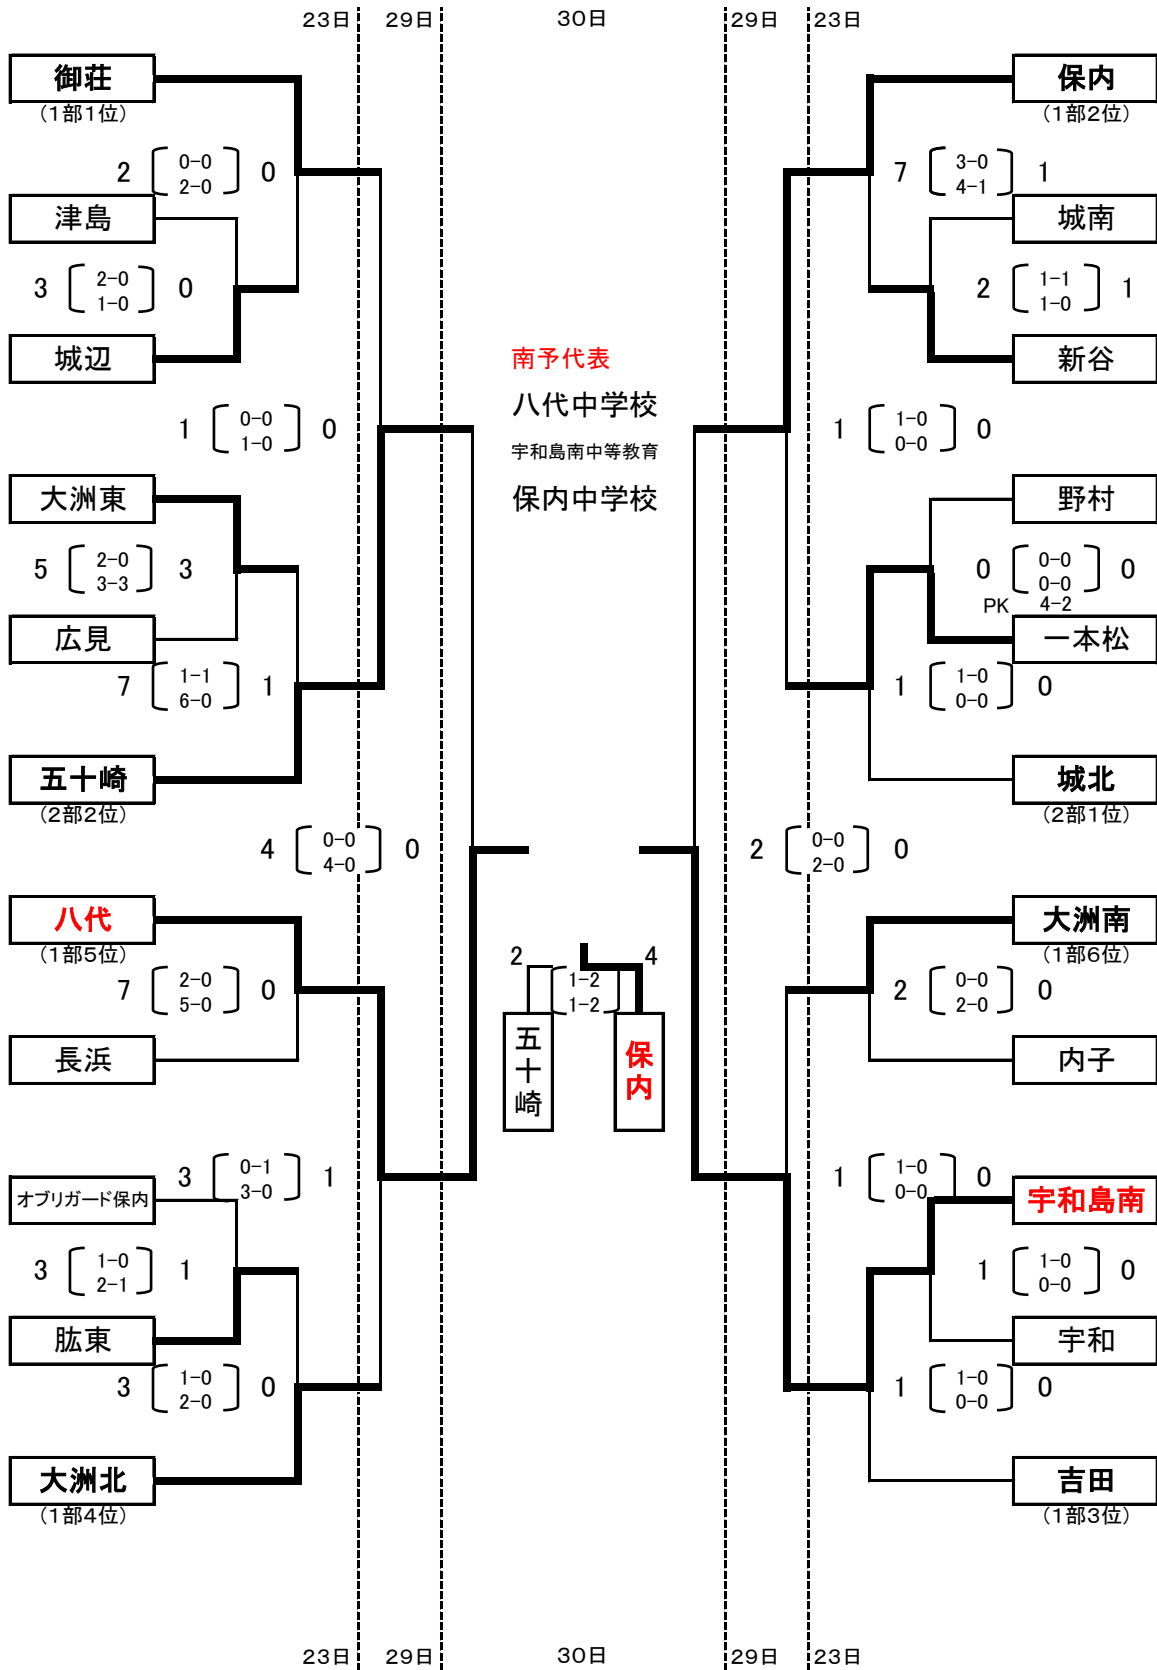 23日 29日 30日 29日 23日
御荘
(1部1位)
2 0-0 0
2-0
津島
3 2-0 0
1-0
城辺
1 0-0 0
1-0
大洲東
5 2-0 3
3-3
広見
7 1-1 1
6-0
五十崎
(2部2位)
4 0-0 0
4-0
八代
(1部5位)
7 2-0 0
5-0
長浜
3 0-1 1
3-0
オブリガード保内
3 1-0 1
2-1
肱東
3 1-0 0
2-0
大洲北
(1部4位)
南予代表
八代中学校
宇和島南中等教育
保内中学校
2 1-2 4
1-2
五十崎
保内
保内
(1部2位)
7 3-0 1
4-1
城南
2 1-1 1
1-0
新谷
1 1-0 0
0-0
野村
0 0-0 0
0-0
PK 4-2
一本松
1 1-0 0
0-0
城北
(2部1位)
2 0-0 0
2-0
大洲南
(1部6位)
2 0-0 0
2-0
内子
1 1-0 0
0-0
宇和島南
1 1-0 0
0-0
宇和
1 1-0 0
0-0
吉田
(1部3位)
23日 29日 30日 29日 23日